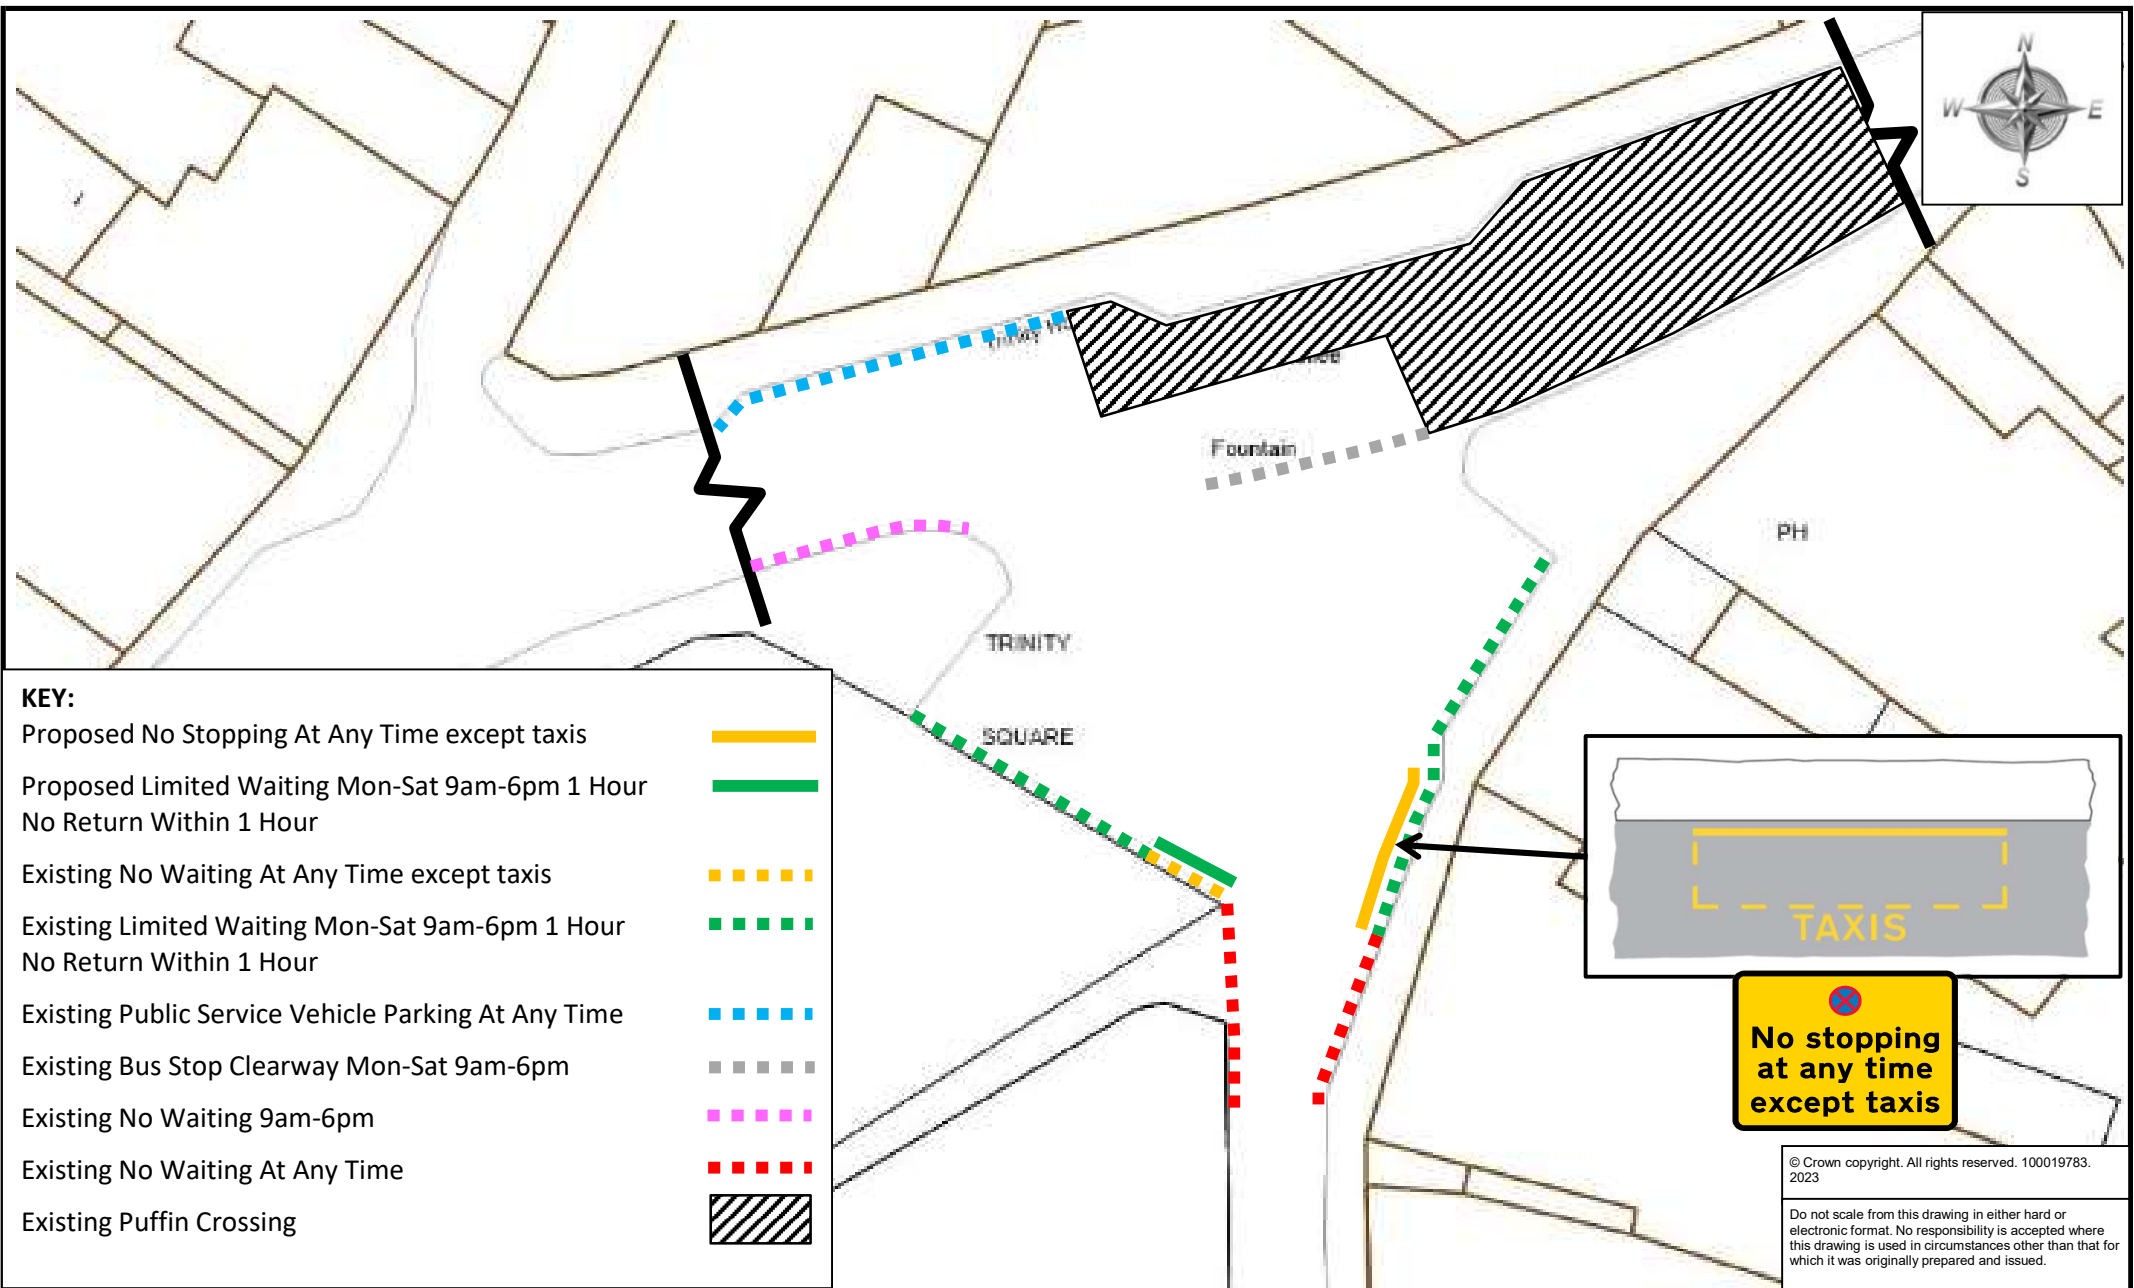 N
W
E
S
Fountain
PH
TRINITY
SQUARE
KEY:
Proposed No Stopping At Any Time except taxis
Proposed Limited Waiting Mon-Sat 9am-6pm 1 Hour
No Return Within 1 Hour
Existing No Waiting At Any Time except taxis
Existing Limited Waiting Mon-Sat 9am-6pm 1 Hour
No Return Within 1 Hour
Existing Public Service Vehicle Parking At Any Time
Existing Bus Stop Clearway Mon-Sat 9am-6pm
Existing No Waiting 9am-6pm
Existing No Waiting At Any Time
Existing Puffin Crossing
TAXIS
No stopping
at any time
except taxis
© Crown copyright. All rights reserved. 100019783.
2023
Do not scale from this drawing in either hard or
electronic format. No responsibility is accepted where
this drawing is used in circumstances other than that for
which it was originally prepared and issued.